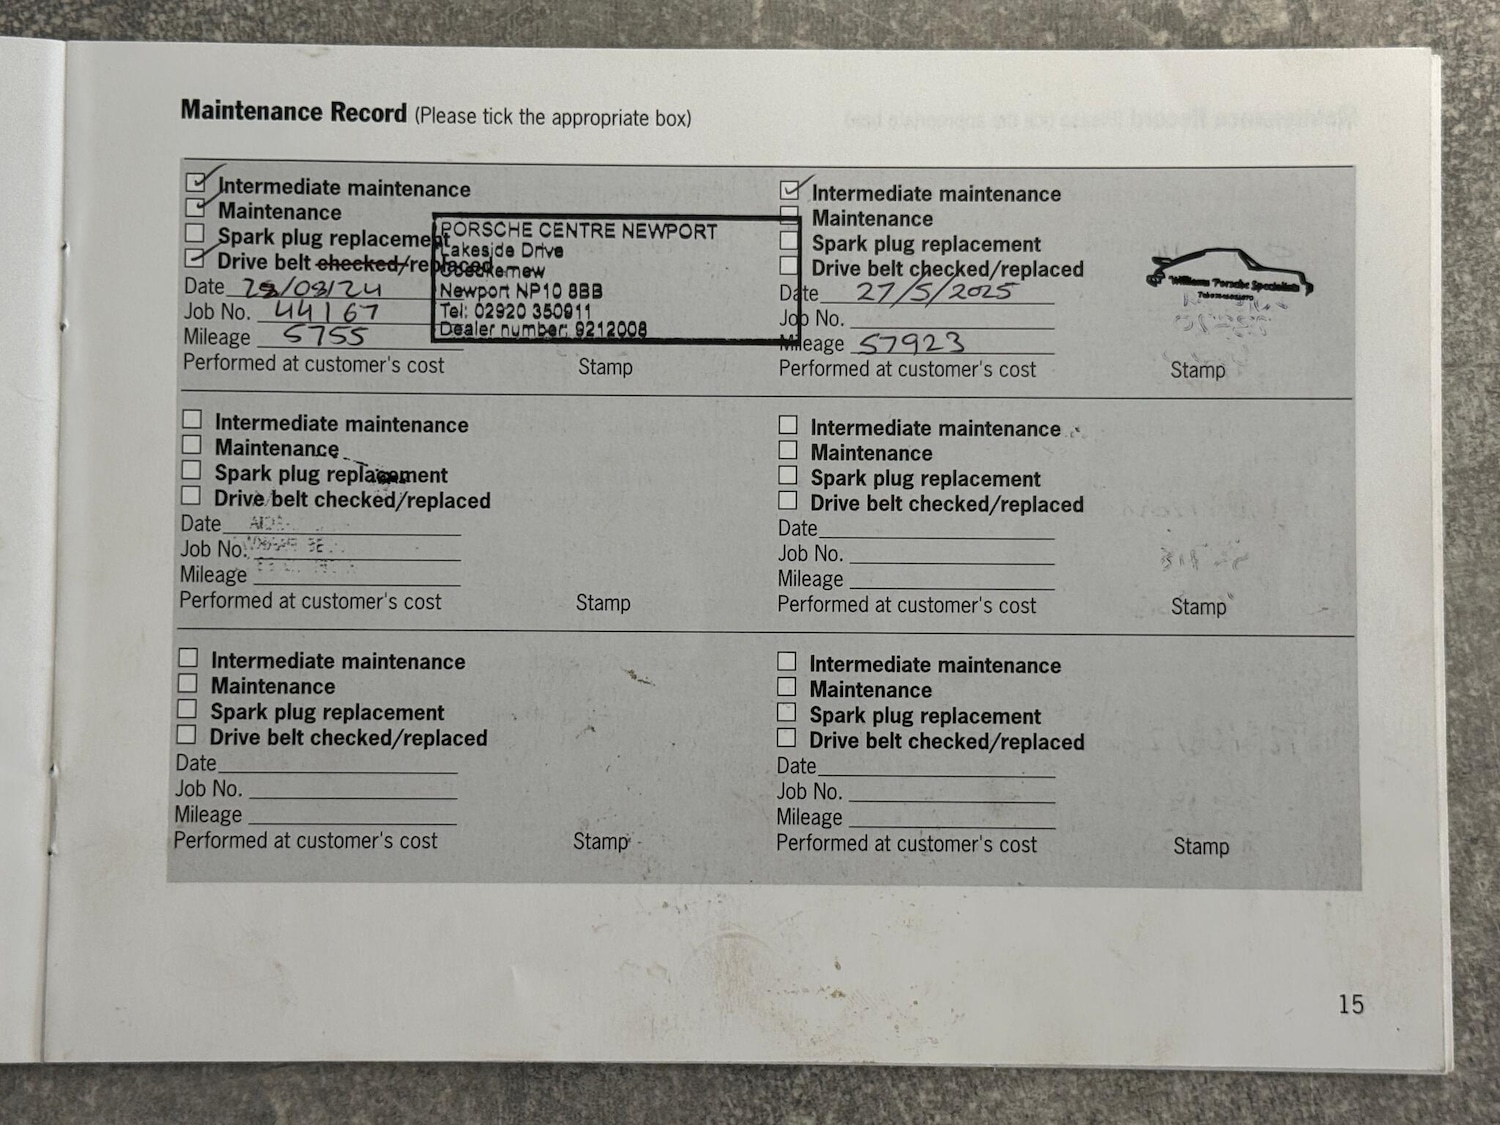 Maintenance Record (Please tick the appropriate box)
Intermediate maintenance
Maintenance
Spark plug replacement
Drive belt checked/replaced
Date 28/08/24
Job No. 44167
Mileage 5755
Performed at customer's cost
Stamp
PORSCHE CENTRE NEWPORT
Lakeside Drive
Coedkernew
Newport NP10 8BB
Tel: 02920 350911
Dealer number: 9212008
Intermediate maintenance
Maintenance
Spark plug replacement
Drive belt checked/replaced
Date 27/5/2025
Job No.
Mileage 57923
Performed at customer's cost
Williams Porsche Specialists
Stamp
Intermediate maintenance
Maintenance
Spark plug replacement
Drive belt checked/replaced
Date
Job No.
Mileage
Performed at customer's cost
Stamp
Intermediate maintenance
Maintenance
Spark plug replacement
Drive belt checked/replaced
Date
Job No.
Mileage
Performed at customer's cost
Stamp
Intermediate maintenance
Maintenance
Spark plug replacement
Drive belt checked/replaced
Date
Job No.
Mileage
Performed at customer's cost
Stamp
Intermediate maintenance
Maintenance
Spark plug replacement
Drive belt checked/replaced
Date
Job No.
Mileage
Performed at customer's cost
Stamp
15